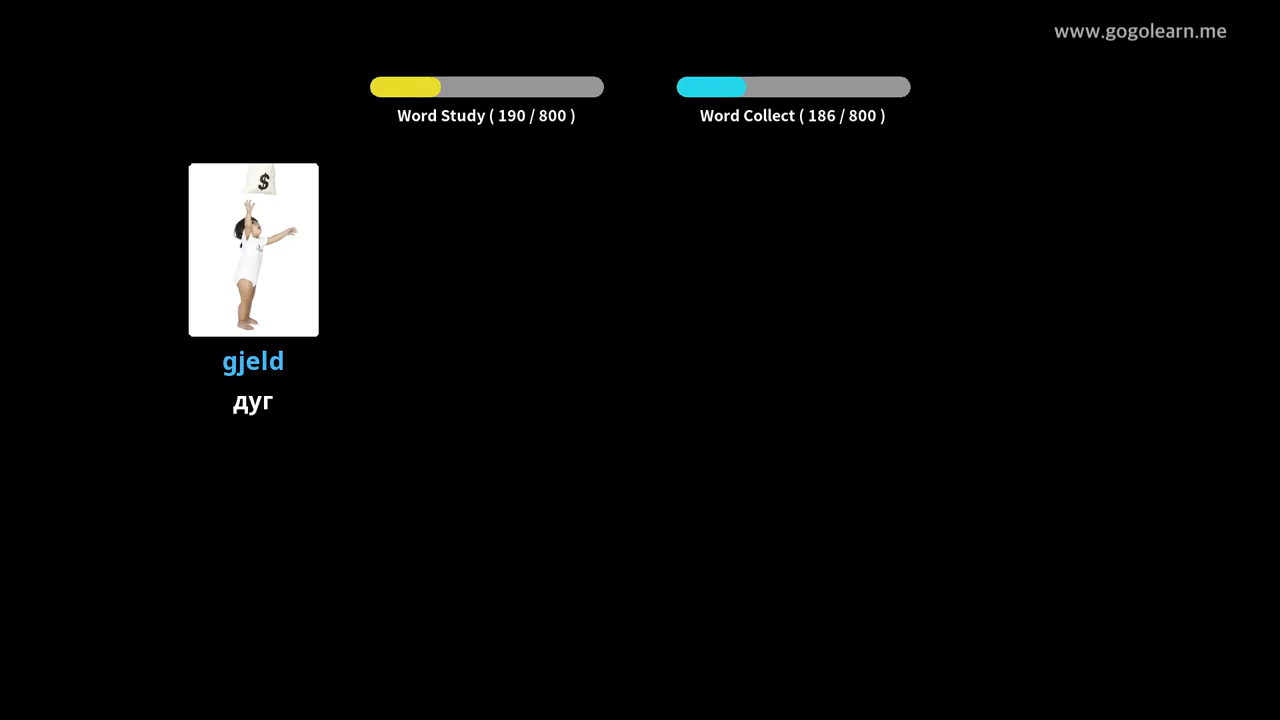 www.gogolearn.me
Word Study ( 190 / 800 )
Word Collect ( 186 / 800 )
$
gjeld
дуг